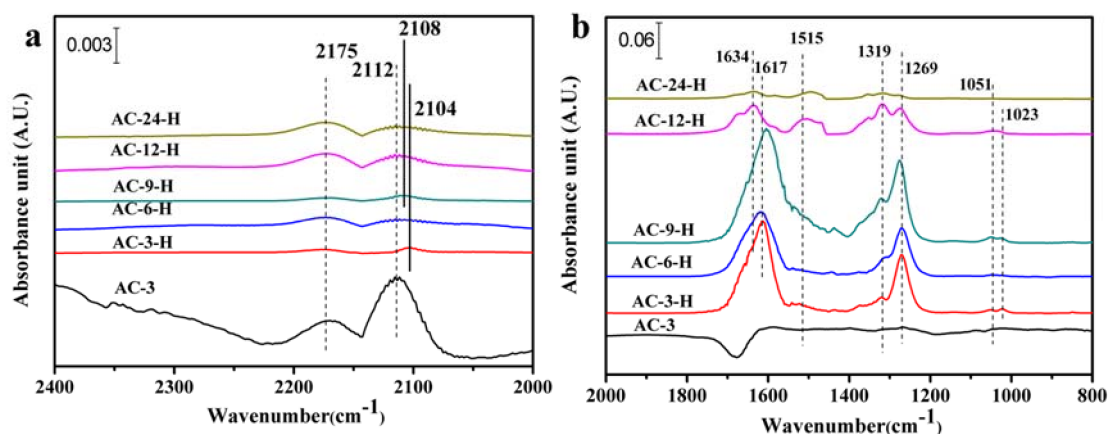 a
0.003
2108
2175
2112
2104
AC-24-H
AC-12-H
AC-9-H
AC-6-H
AC-3-H
AC-3
Absorbance unit (A.U.)
2400 2300 2200 2100 2000
Wavenumber(cm-1)
b
0.06
1515
1319
1634
1617
1269
1051
1023
AC-24-H
AC-12-H
AC-9-H
AC-6-H
AC-3-H
AC-3
Absorbance unit (A.U.)
2000 1800 1600 1400 1200 1000 800
Wavenumber(cm-1)